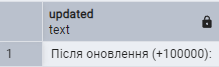 updated
text
1 Після оновлення (+100000):